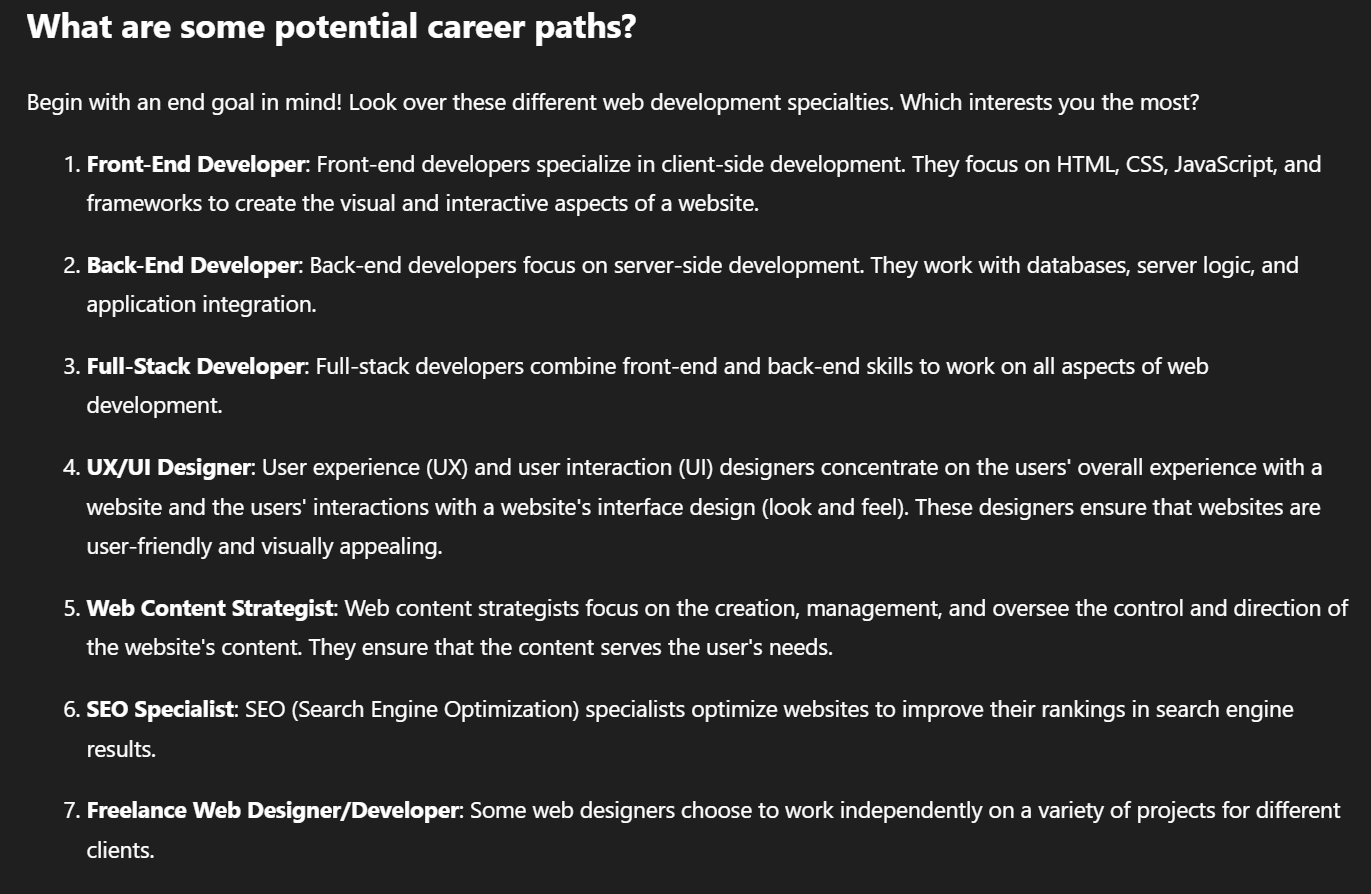 What are some potential career paths?
Begin with an end goal in mind! Look over these different web development specialties. Which interests you the most?
1. Front-End Developer: Front-end developers specialize in client-side development. They focus on HTML, CSS, JavaScript, and
frameworks to create the visual and interactive aspects of a website.
2. Back-End Developer: Back-end developers focus on server-side development. They work with databases, server logic, and
application integration.
3. Full-Stack Developer: Full-stack developers combine front-end and back-end skills to work on all aspects of web
development.
4. UX/UI Designer: User experience (UX) and user interaction (UI) designers concentrate on the users' overall experience with a
website and the users' interactions with a website's interface design (look and feel). These designers ensure that websites are
user-friendly and visually appealing.
5. Web Content Strategist: Web content strategists focus on the creation, management, and oversee the control and direction of
the website's content. They ensure that the content serves the user's needs.
6. SEO Specialist: SEO (Search Engine Optimization) specialists optimize websites to improve their rankings in search engine
results.
7. Freelance Web Designer/Developer: Some web designers choose to work independently on a variety of projects for different
clients.